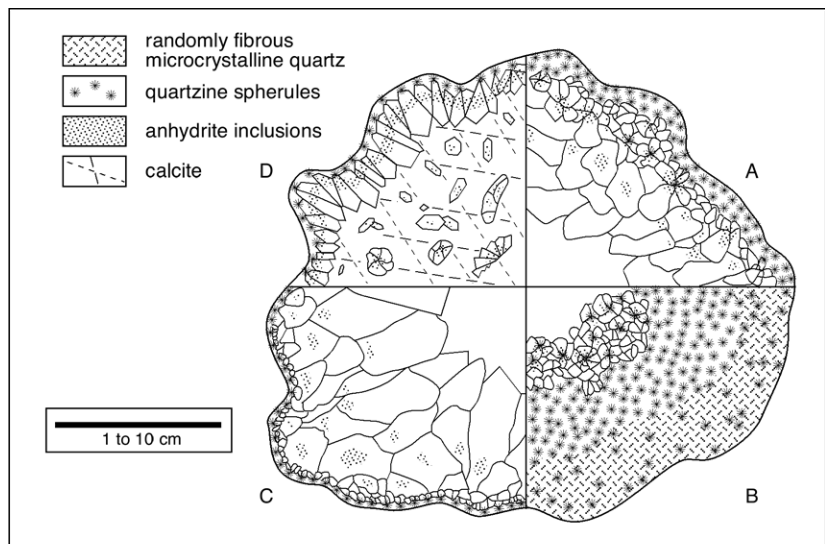 randomly fibrous
microcrystalline quartz
quartzine spherules
anhydrite inclusions
calcite
D
A
1 to 10 cm
C
B